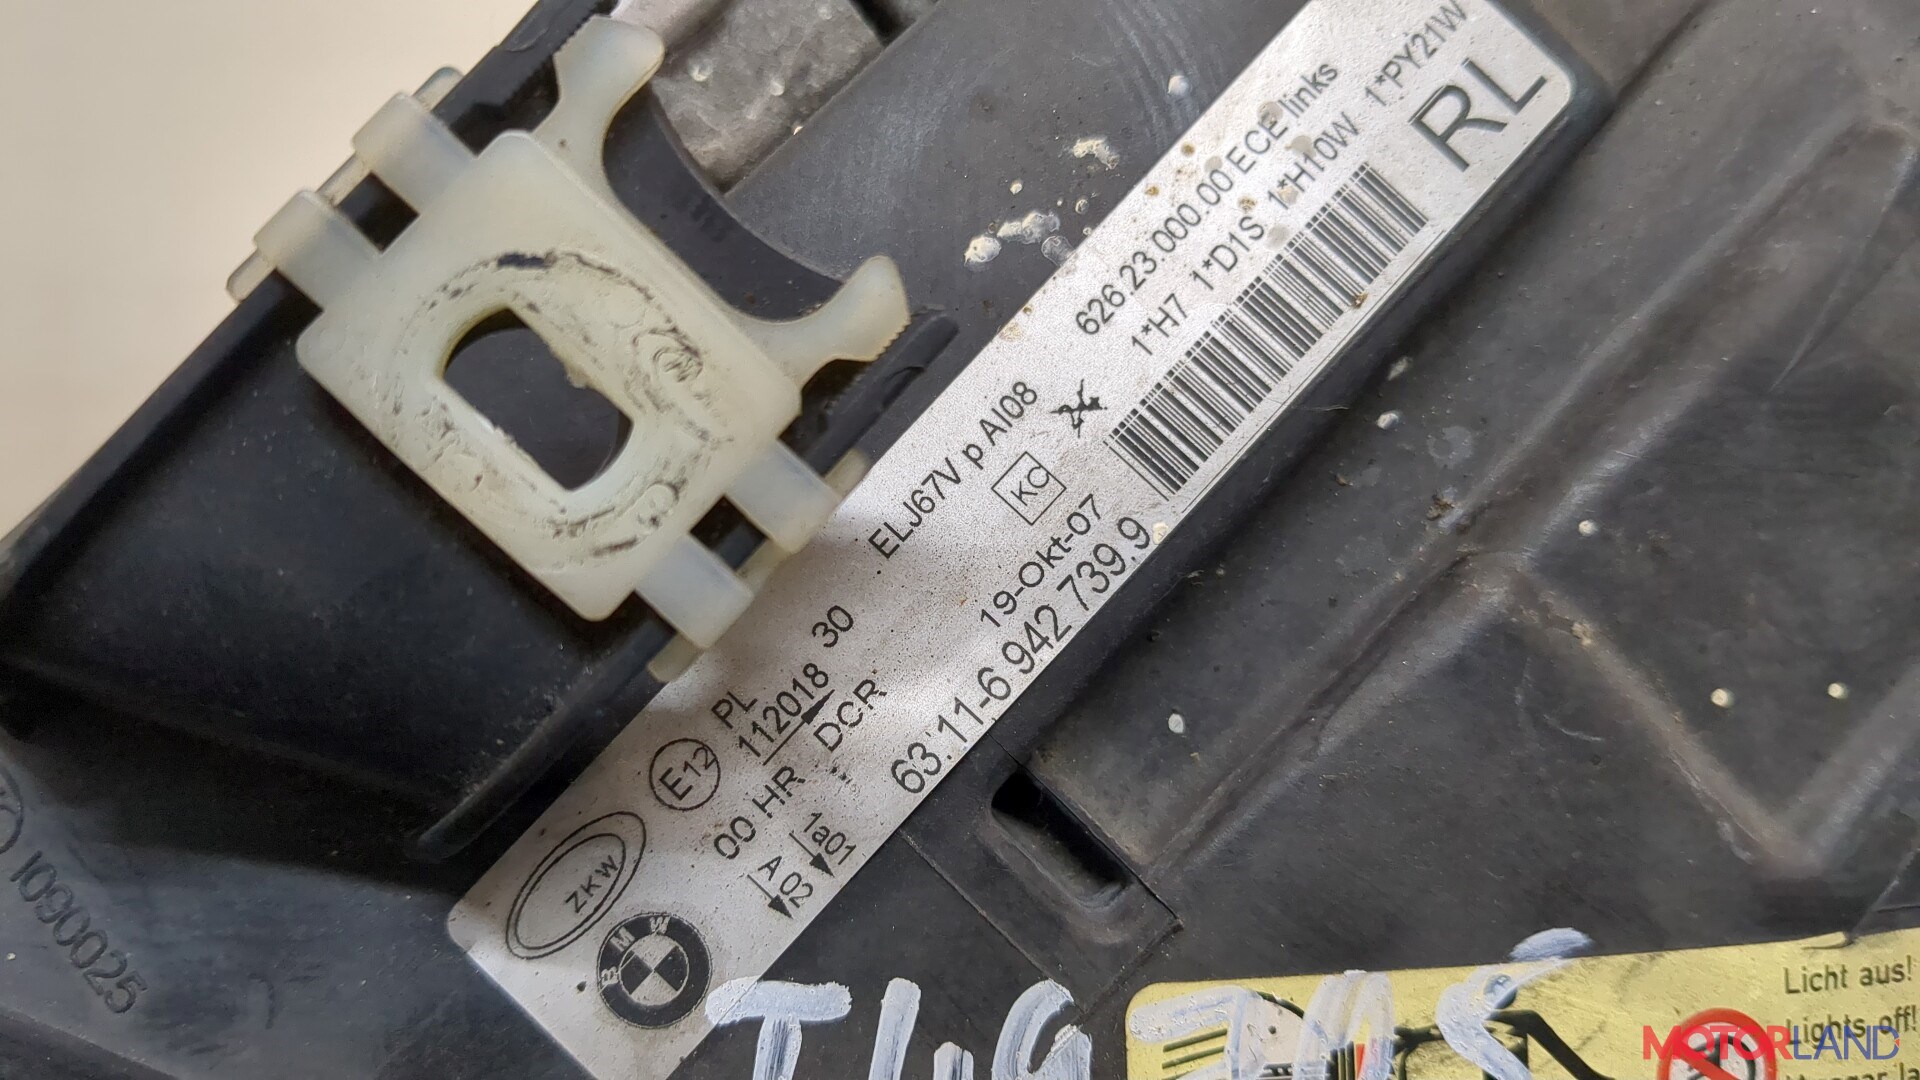 626.23.000.00 ECE links
1*H7 1*D1S 1*H10W 1*PY21W
RL
ELJ67V p AI08
KC
19-Okt-07
63.11-6 942 739.9
PL
112018 30
E12
00 HR DCR
1a01
A 02
ZKW
BMW
1090025
Licht aus!
Lights off!
MOTORLAND